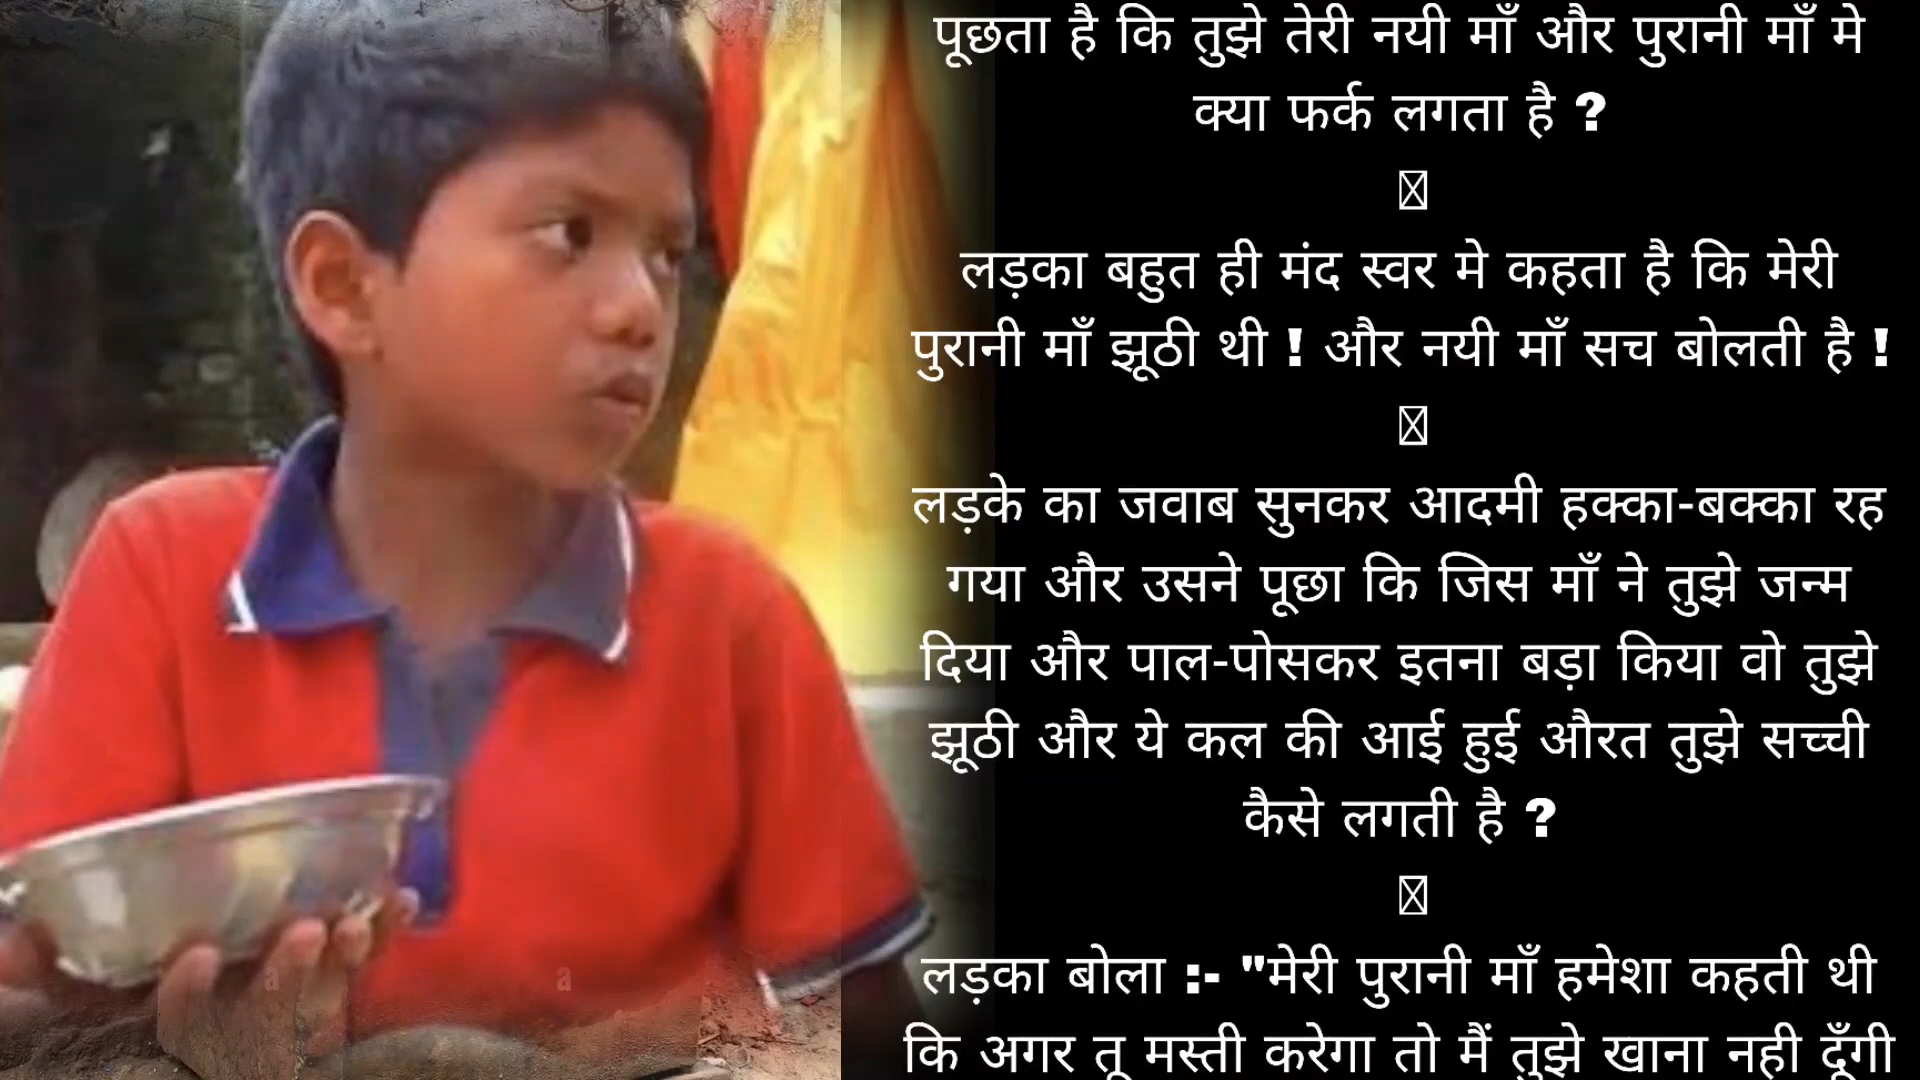 पूछता है कि तुझे तेरी नयी माँ और पुरानी माँ मे
क्या फर्क लगता है ?
लड़का बहुत ही मंद स्वर मे कहता है कि मेरी
पुरानी माँ झूठी थी ! और नयी माँ सच बोलती है !
लड़के का जवाब सुनकर आदमी हक्का-बक्का रह
गया और उसने पूछा कि जिस माँ ने तुझे जन्म
दिया और पाल-पोसकर इतना बड़ा किया वो तुझे
झूठी और ये कल की आई हुई औरत तुझे सच्ची
कैसे लगती है ?
लड़का बोला :- "मेरी पुरानी माँ हमेशा कहती थी
कि अगर तू मस्ती करेगा तो मैं तुझे खाना नही दूँगी